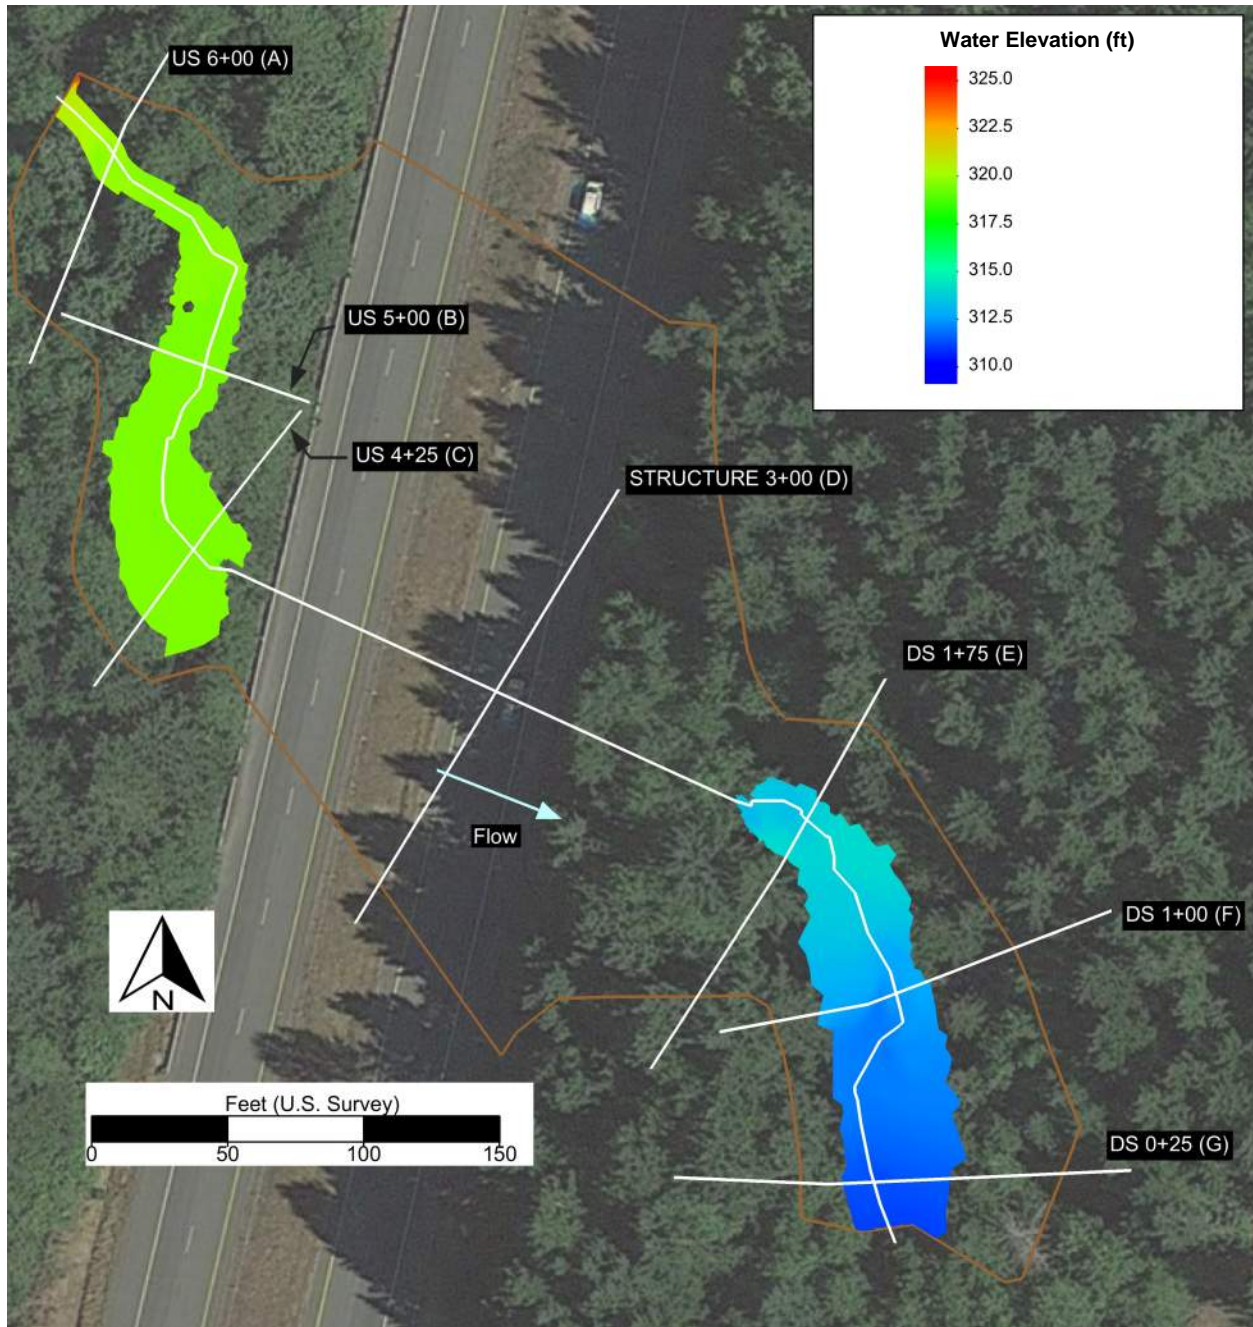 US 6+00 (A)
Water Elevation (ft)
325.0
322.5
320.0
317.5
315.0
312.5
310.0
US 5+00 (B)
US 4+25 (C)
STRUCTURE 3+00 (D)
DS 1+75 (E)
Flow
DS 1+00 (F)
N
Feet (U.S. Survey)
0 50 100 150
DS 0+25 (G)